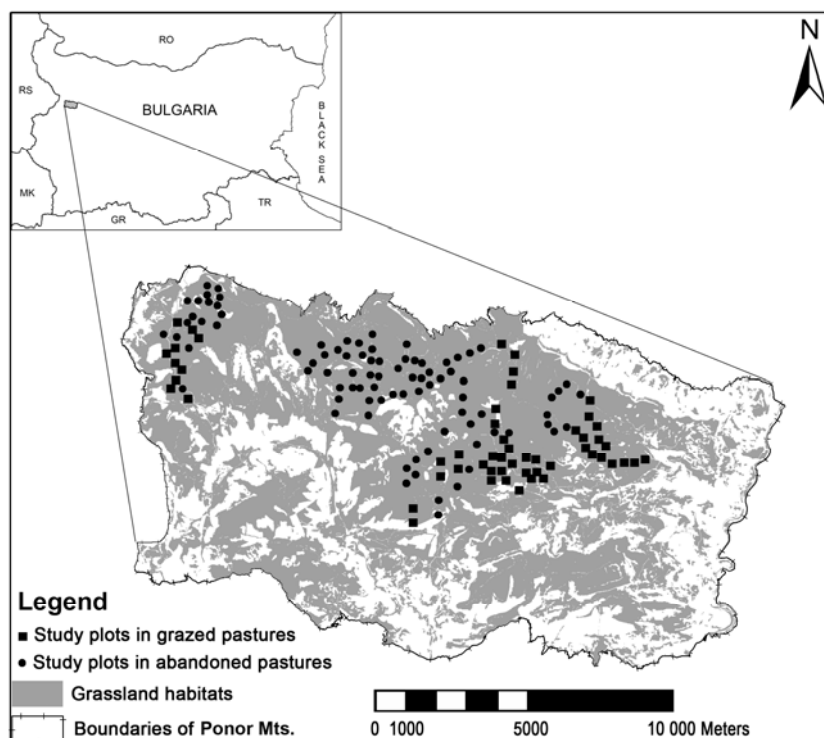 RO
N
RS
BULGARIA
BLACK SEA
MK
TR
GR
Legend
Study plots in grazed pastures
Study plots in abandoned pastures
Grassland habitats
Boundaries of Ponor Mts.
0 1000 5000 10 000 Meters